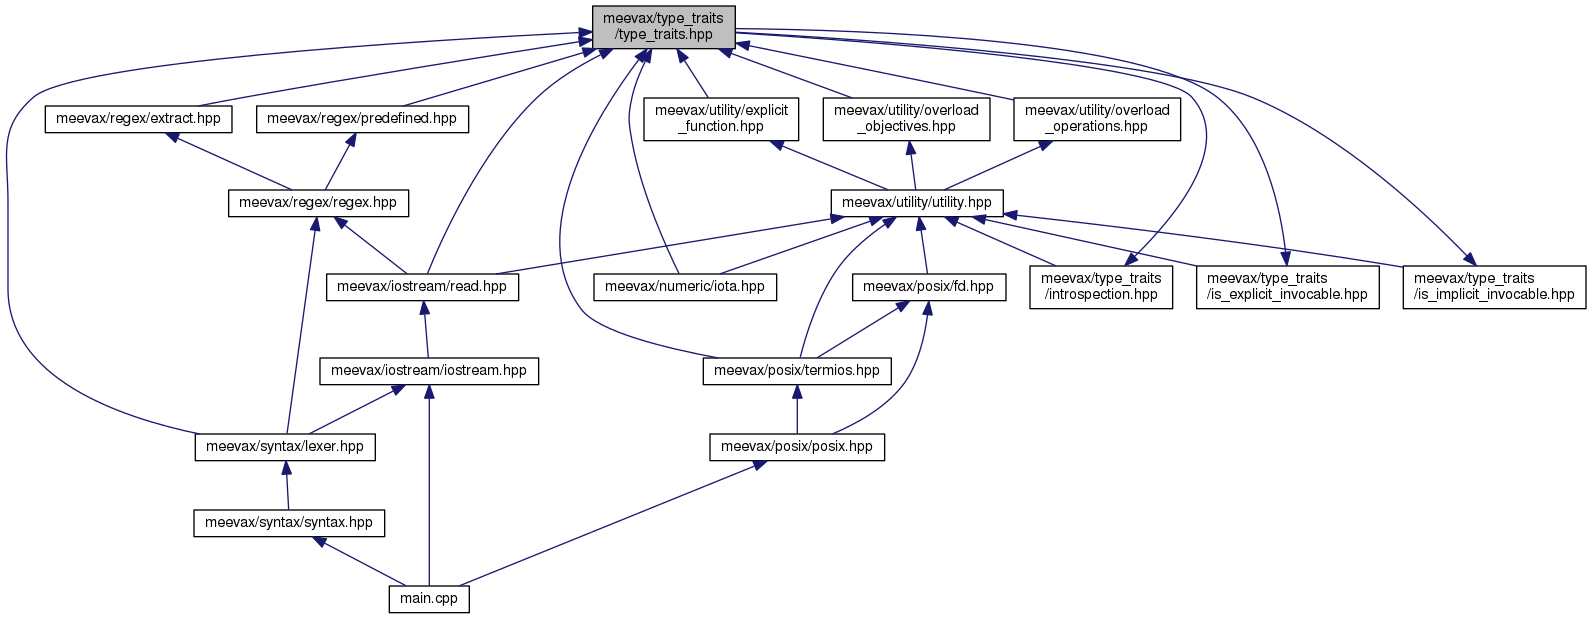 meevax/type_traits
/type_traits.hpp
meevax/regex/extract.hpp
meevax/regex/predefined.hpp
meevax/utility/explicit
_function.hpp
meevax/utility/overload
_objectives.hpp
meevax/utility/overload
_operations.hpp
meevax/regex/regex.hpp
meevax/utility/utility.hpp
meevax/iostream/read.hpp
meevax/numeric/iota.hpp
meevax/posix/fd.hpp
meevax/type_traits
/introspection.hpp
meevax/type_traits
/is_explicit_invocable.hpp
meevax/type_traits
/is_implicit_invocable.hpp
meevax/iostream/iostream.hpp
meevax/posix/termios.hpp
meevax/syntax/lexer.hpp
meevax/posix/posix.hpp
meevax/syntax/syntax.hpp
main.cpp